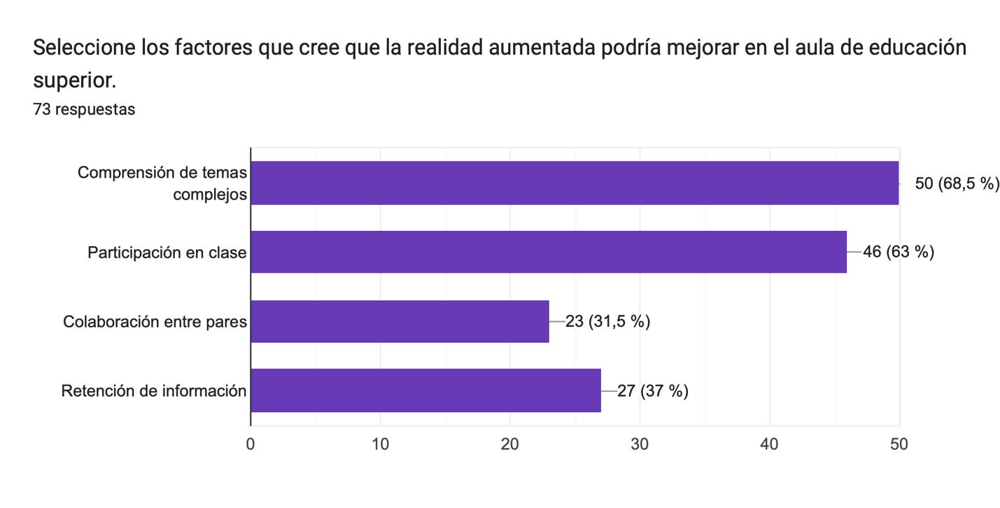 Seleccione los factores que cree que la realidad aumentada podría mejorar en el aula de educación
superior.
73 respuestas
Comprensión de temas
complejos
50 (68,5 %)
Participación en clase
46 (63 %)
Colaboración entre pares
23 (31,5 %)
Retención de información
27 (37 %)
0 10 20 30 40 50